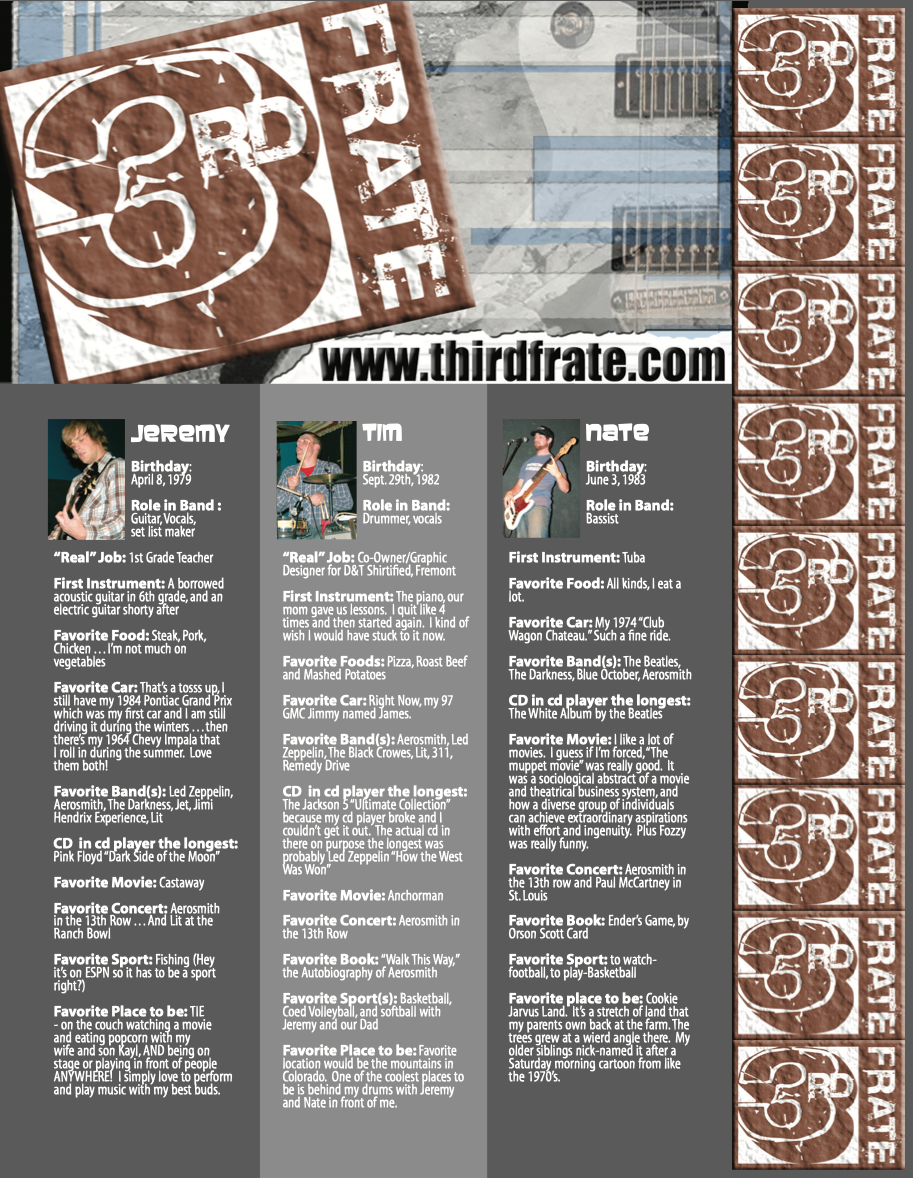 3RD FRATE
www.thirdfrate.com
JEREMY
Birthday:
April 8, 1979
Role in Band :
Guitar, Vocals,
set list maker
“Real” Job: 1st Grade Teacher
First Instrument: A borrowed
acoustic guitar in 6th grade, and an
electric guitar shorty after
Favorite Food: Steak, Pork,
Chicken . . . I'm not much on
vegetables
Favorite Car: That's a tosss up, I
still have my 1984 Pontiac Grand Prix
which was my first car and I am still
driving it during the winters . . . then
there's my 1964 Chevy Impala that
I roll in during the summer. Love
them both!
Favorite Band(s): Led Zeppelin,
Aerosmith, The Darkness, Jet, Jimi
Hendrix Experience, Lit
CD in cd player the longest:
Pink Floyd “Dark Side of the Moon”
Favorite Movie: Castaway
Favorite Concert: Aerosmith
in the 13th Row . . . And Lit at the
Ranch Bowl
Favorite Sport: Fishing (Hey
it's on ESPN so it has to be a sport
right?)
Favorite Place to be: TIE
- on the couch watching a movie
and eating popcorn with my
wife and son Kayl, AND being on
stage or playing in front of people
ANYWHERE! I simply love to perform
and play music with my best buds.
TIM
Birthday:
Sept. 29th, 1982
Role in Band:
Drummer, vocals
“Real” Job: Co-Owner/Graphic
Designer for D&T Shirtified, Fremont
First Instrument: The piano, our
mom gave us lessons. I quit like 4
times and then started again. I kind of
wish I would have stuck to it now.
Favorite Foods: Pizza, Roast Beef
and Mashed Potatoes
Favorite Car: Right Now, my 97
GMC Jimmy named James.
Favorite Band(s): Aerosmith, Led
Zeppelin, The Black Crowes, Lit, 311,
Remedy Drive
CD in cd player the longest:
The Jackson 5 “Ultimate Collection”
because my cd player broke and I
couldn't get it out. The actual cd in
there on purpose the longest was
probably Led Zeppelin “How the West
Was Won”
Favorite Movie: Anchorman
Favorite Concert: Aerosmith in
the 13th Row
Favorite Book: “Walk This Way,”
the Autobiography of Aerosmith
Favorite Sport(s): Basketball,
Coed Volleyball, and softball with
Jeremy and our Dad
Favorite Place to be: Favorite
location would be the mountains in
Colorado. One of the coolest places to
be is behind my drums with Jeremy
and Nate in front of me.
NATE
Birthday:
June 3, 1983
Role in Band:
Bassist
First Instrument: Tuba
Favorite Food: All kinds, I eat a
lot.
Favorite Car: My 1974 “Club
Wagon Chateau.” Such a fine ride.
Favorite Band(s): The Beatles,
The Darkness, Blue October, Aerosmith
CD in cd player the longest:
The White Album by the Beatles
Favorite Movie: I like a lot of
movies. I guess if I'm forced, “The
muppet movie” was really good. It
was a sociological abstract of a movie
and theatrical business system, and
how a diverse group of individuals
can achieve extraordinary aspirations
with effort and ingenuity. Plus Fozzy
was really funny.
Favorite Concert: Aerosmith in
the 13th row and Paul McCartney in
St. Louis
Favorite Book: Ender's Game, by
Orson Scott Card
Favorite Sport: to watch-
football, to play-Basketball
Favorite place to be: Cookie
Jarvus Land. It's a stretch of land that
my parents own back at the farm. The
trees grew at a wierd angle there. My
older siblings nick-named it after a
Saturday morning cartoon from like
the 1970's.
3RD FRATE
3RD FRATE
3RD FRATE
3RD FRATE
3RD FRATE
3RD FRATE
3RD FRATE
3RD FRATE
3RD FRATE